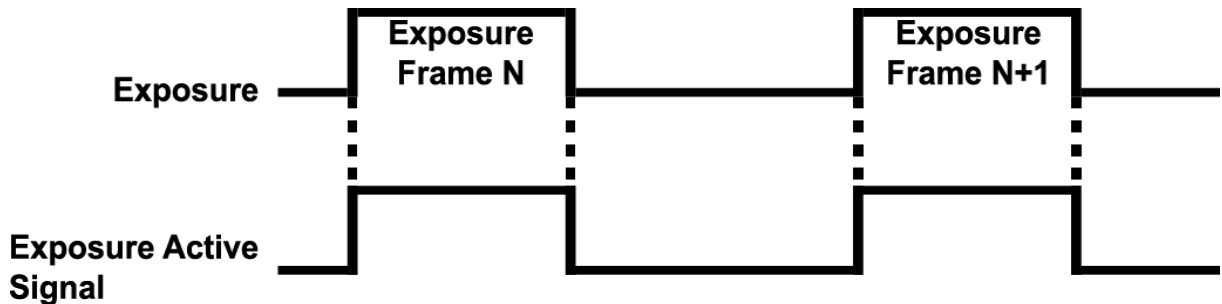 Exposure
Frame N
Exposure
Frame N+1
Exposure
Exposure Active
Signal